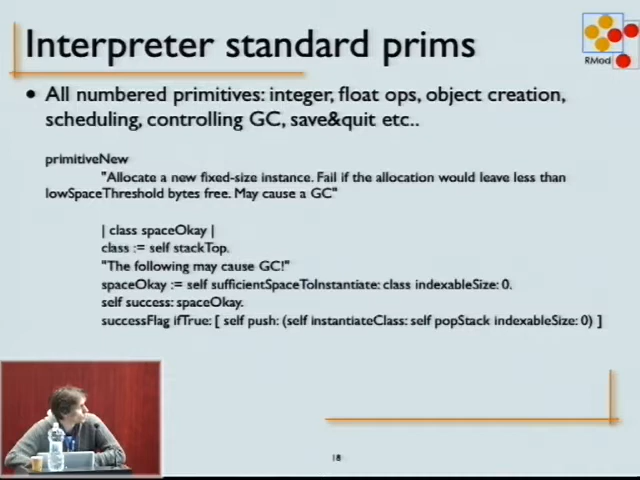 Interpreter standard prims
RMod
• All numbered primitives: integer, float ops, object creation,
scheduling, controlling GC, save&quit etc..
primitiveNew
"Allocate a new fixed-size instance. Fail if the allocation would leave less than
lowSpaceThreshold bytes free. May cause a GC"
| class spaceOkay |
class := self stackTop.
"The following may cause GC!"
spaceOkay := self sufficientSpaceToInstantiate: class indexableSize: 0.
self success: spaceOkay.
successFlag ifTrue: [ self push: (self instantiateClass: self popStack indexableSize: 0) ]
18